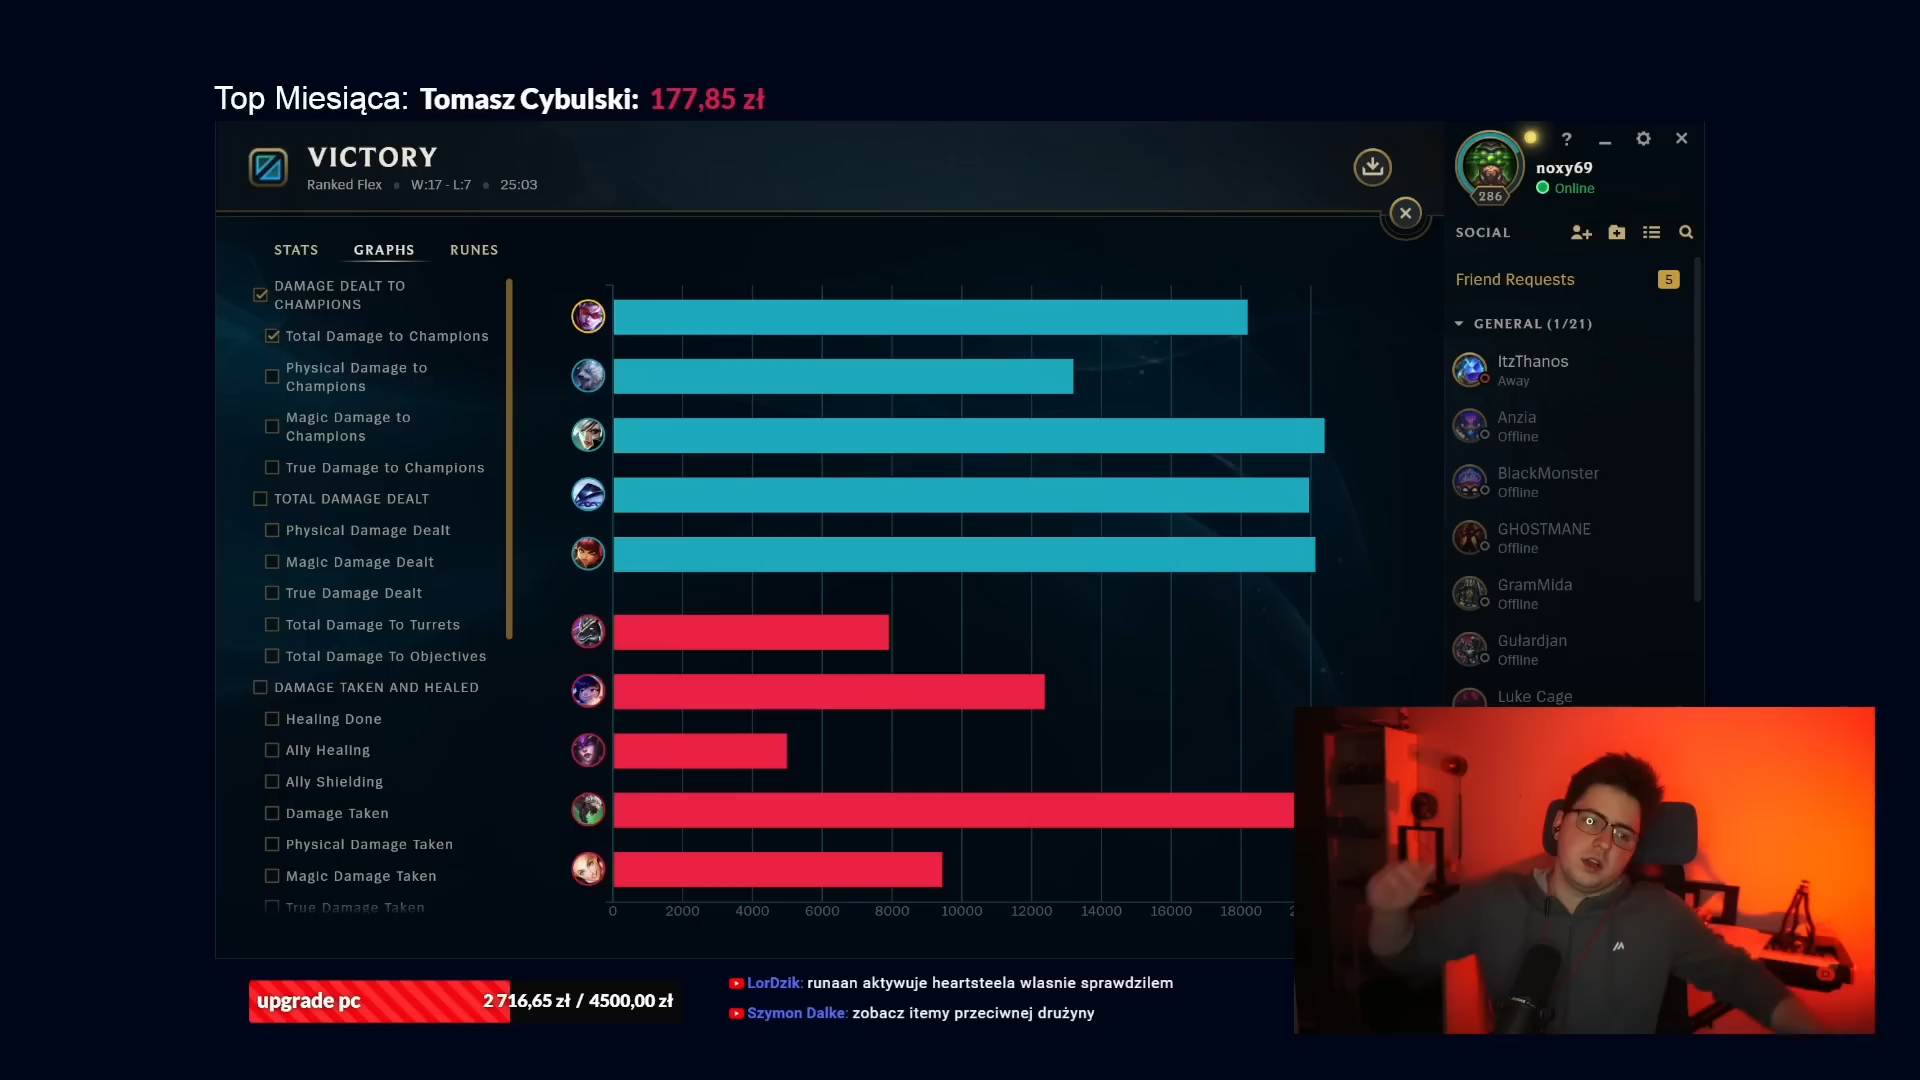 Top Miesiąca: Tomasz Cybulski: 177,85 zł
VICTORY
Ranked Flex • W:17 - L:7 • 25:03
STATS GRAPHS RUNES
DAMAGE DEALT TO
CHAMPIONS
Total Damage to Champions
Physical Damage to
Champions
Magic Damage to
Champions
True Damage to Champions
TOTAL DAMAGE DEALT
Physical Damage Dealt
Magic Damage Dealt
True Damage Dealt
Total Damage To Turrets
Total Damage To Objectives
DAMAGE TAKEN AND HEALED
Healing Done
Ally Healing
Ally Shielding
Damage Taken
Physical Damage Taken
Magic Damage Taken
True Damage Taken
0 2000 4000 6000 8000 10000 12000 14000 16000 18000
?
noxy69
286
Online
SOCIAL
Friend Requests 5
GENERAL (1/21)
ItzThanos
Away
Anzia
Offline
BlackMonster
Offline
GHOSTMANE
Offline
GramMida
Offline
Gułardjan
Offline
Luke Cage
upgrade pc 2 716,65 zł / 4500,00 zł
LorDzik: runaan aktywuje heartsteela wlasnie sprawdzilem
Szymon Dalke: zobacz itemy przeciwnej drużyny